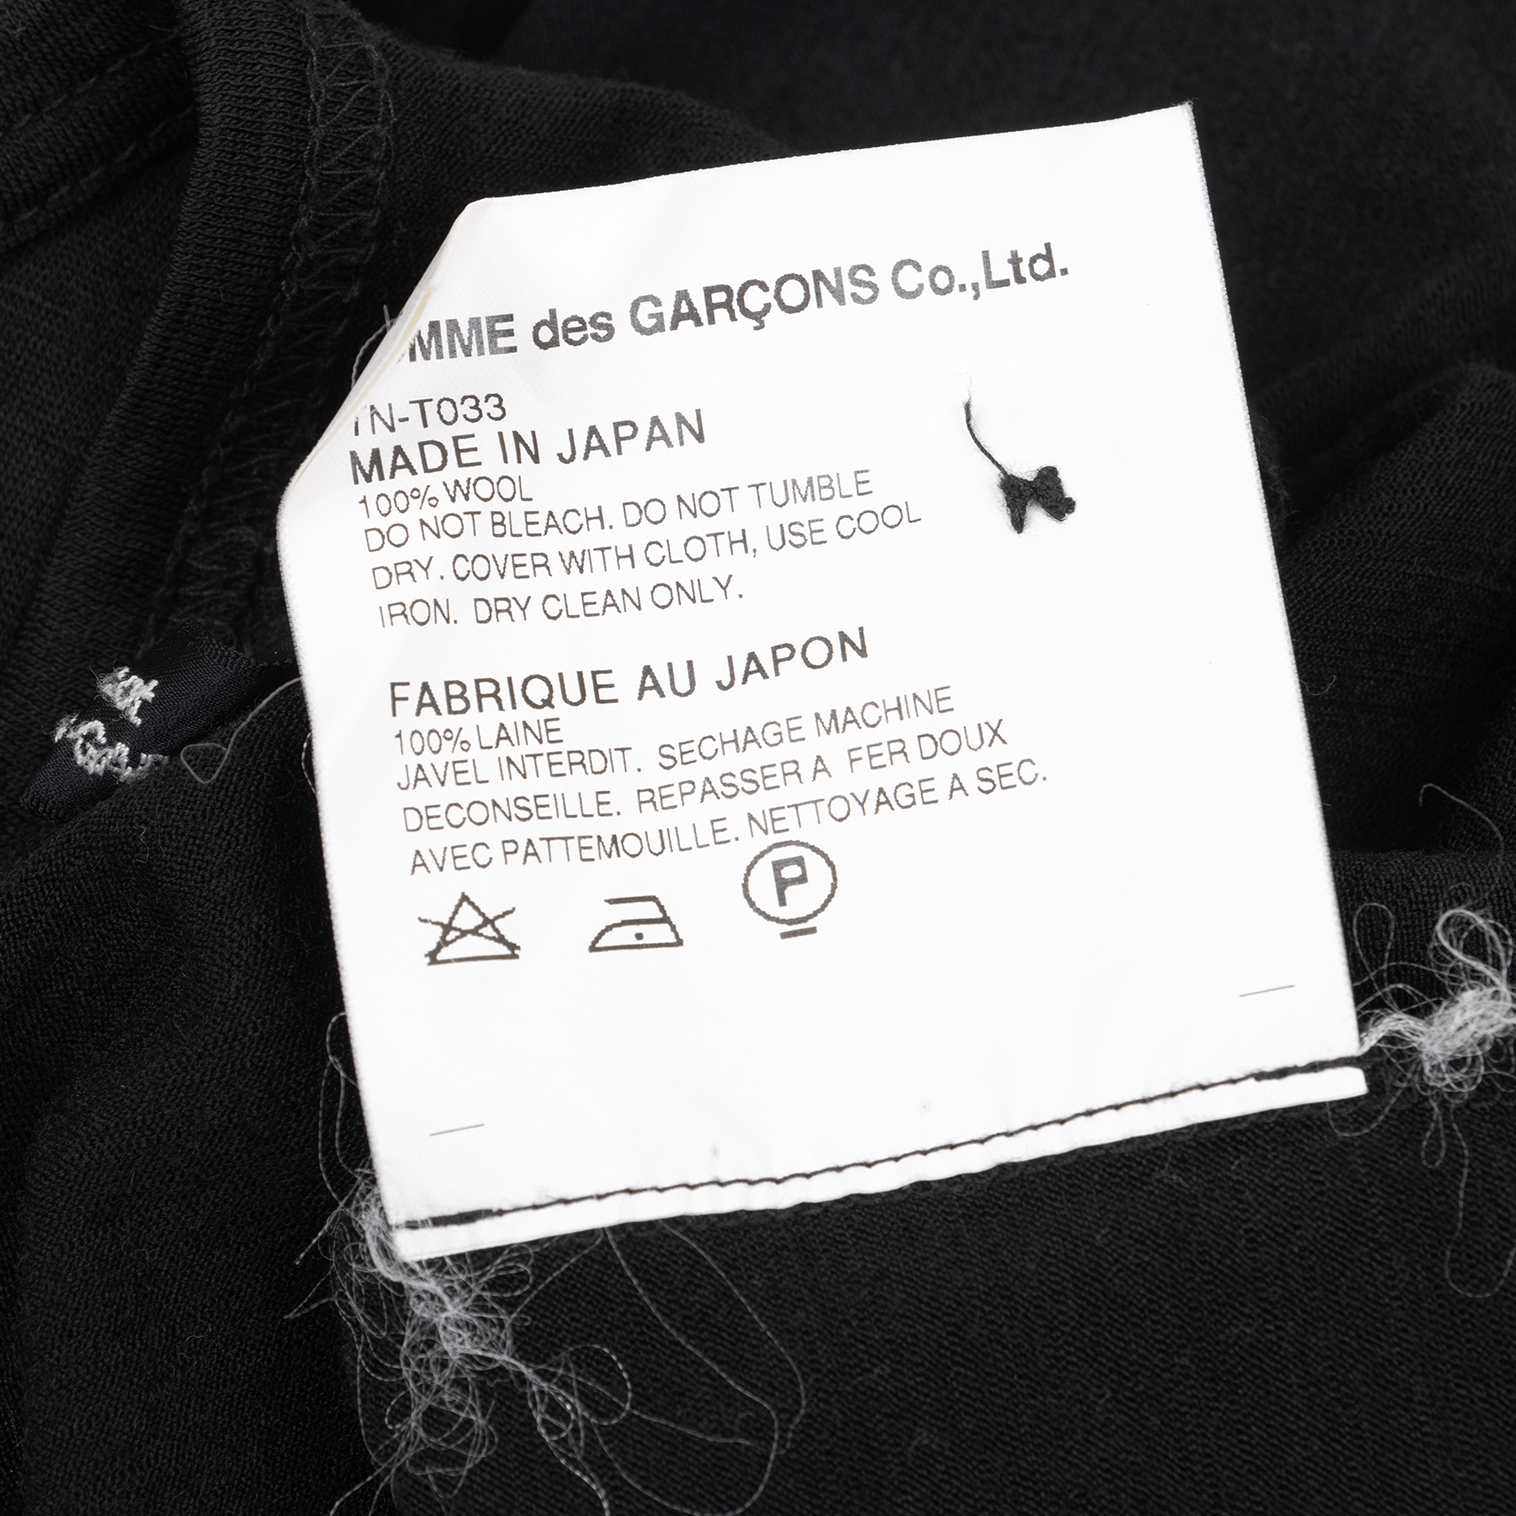 MME des GARÇONS Co.,Ltd.
N-T033
MADE IN JAPAN
100% WOOL
DO NOT BLEACH. DO NOT TUMBLE
DRY. COVER WITH CLOTH, USE COOL
IRON. DRY CLEAN ONLY.
FABRIQUE AU JAPON
100% LAINE
JAVEL INTERDIT. SECHAGE MACHINE
DECONSEILLE. REPASSER A FER DOUX
AVEC PATTEMOUILLE. NETTOYAGE A SEC.
P